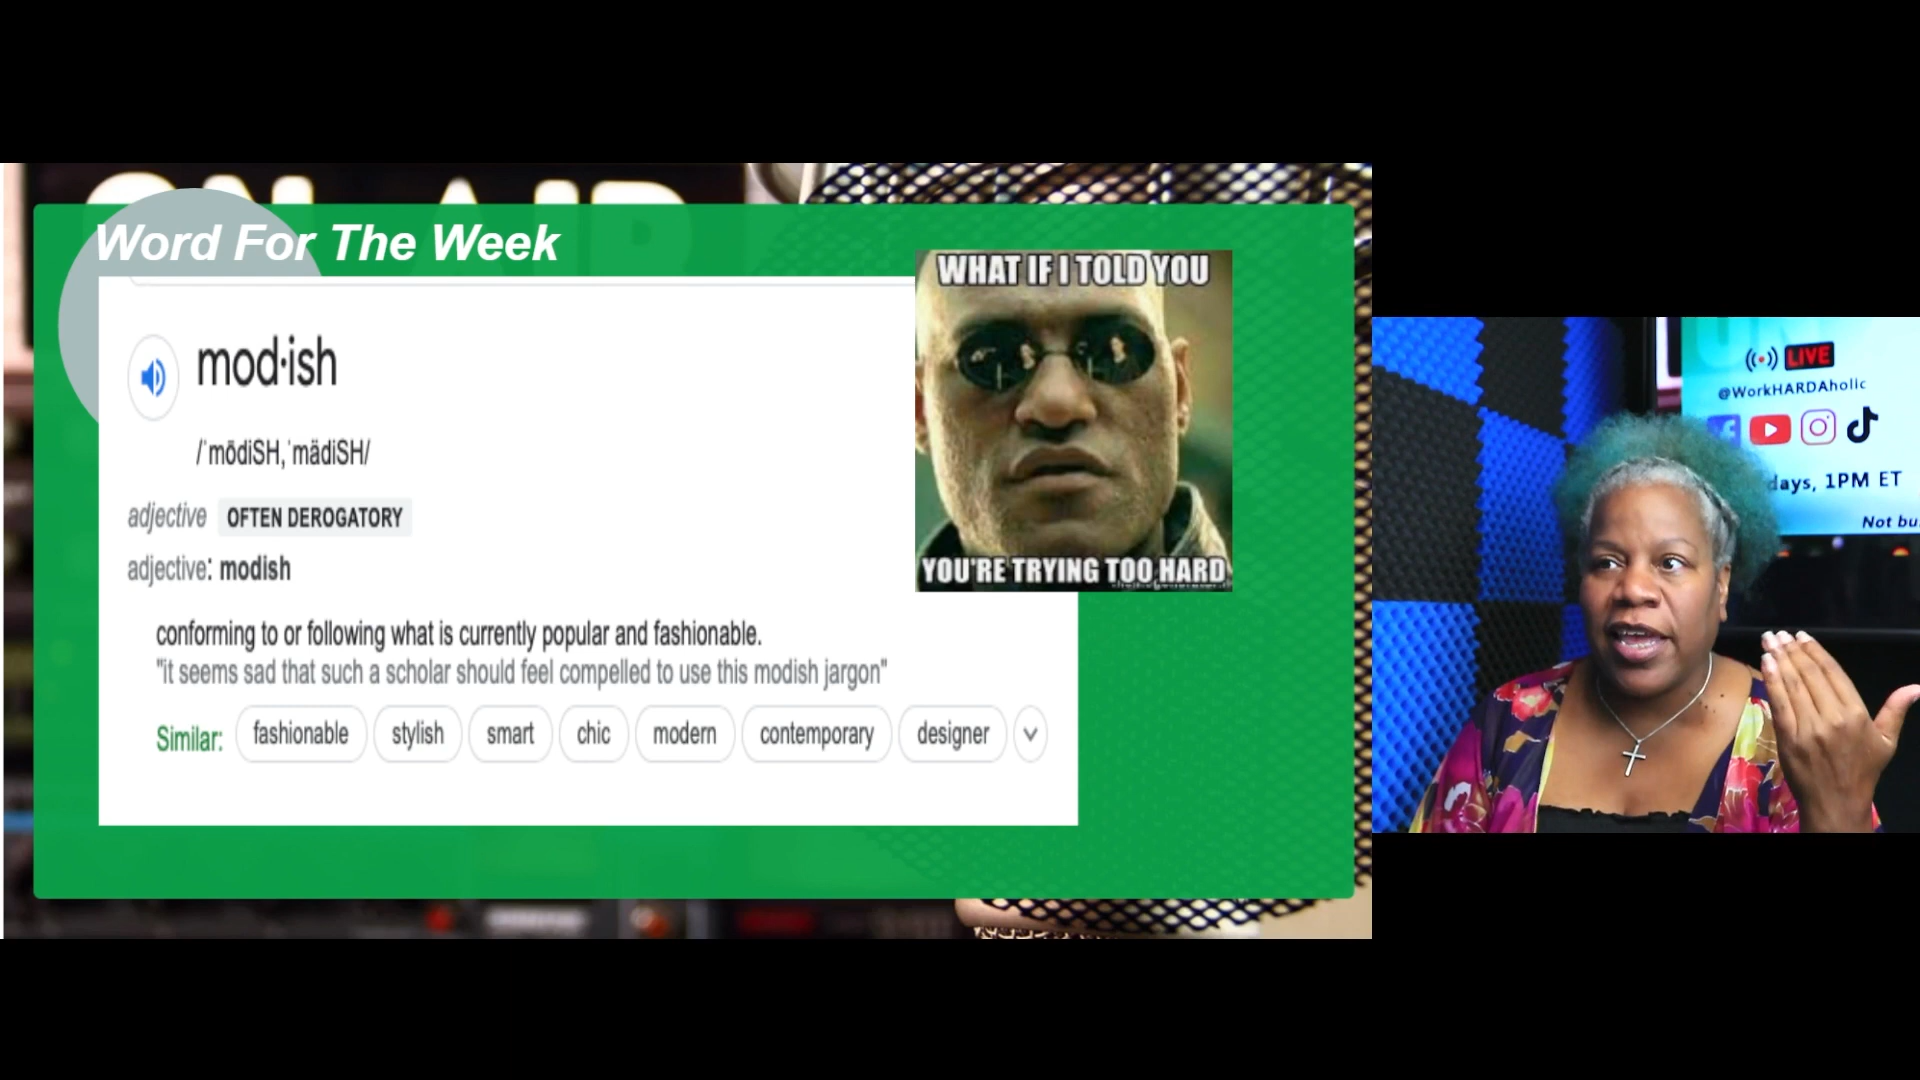 ON AIR
Word For The Week
mod·ish
/ˈmōdiSH,ˈmädiSH/
adjective OFTEN DEROGATORY
adjective: modish
conforming to or following what is currently popular and fashionable.
"it seems sad that such a scholar should feel compelled to use this modish jargon"
Similar: fashionable stylish smart chic modern contemporary designer
WHAT IF I TOLD YOU
YOU'RE TRYING TOO HARD
LIVE
@WorkHARDAholic
days, 1PM ET
Not bu